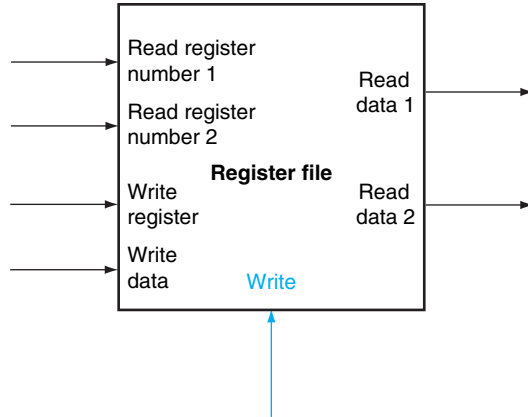 Read register
number 1
Read register
number 2
Read
data 1
Register file
Write
register
Read
data 2
Write
data
Write